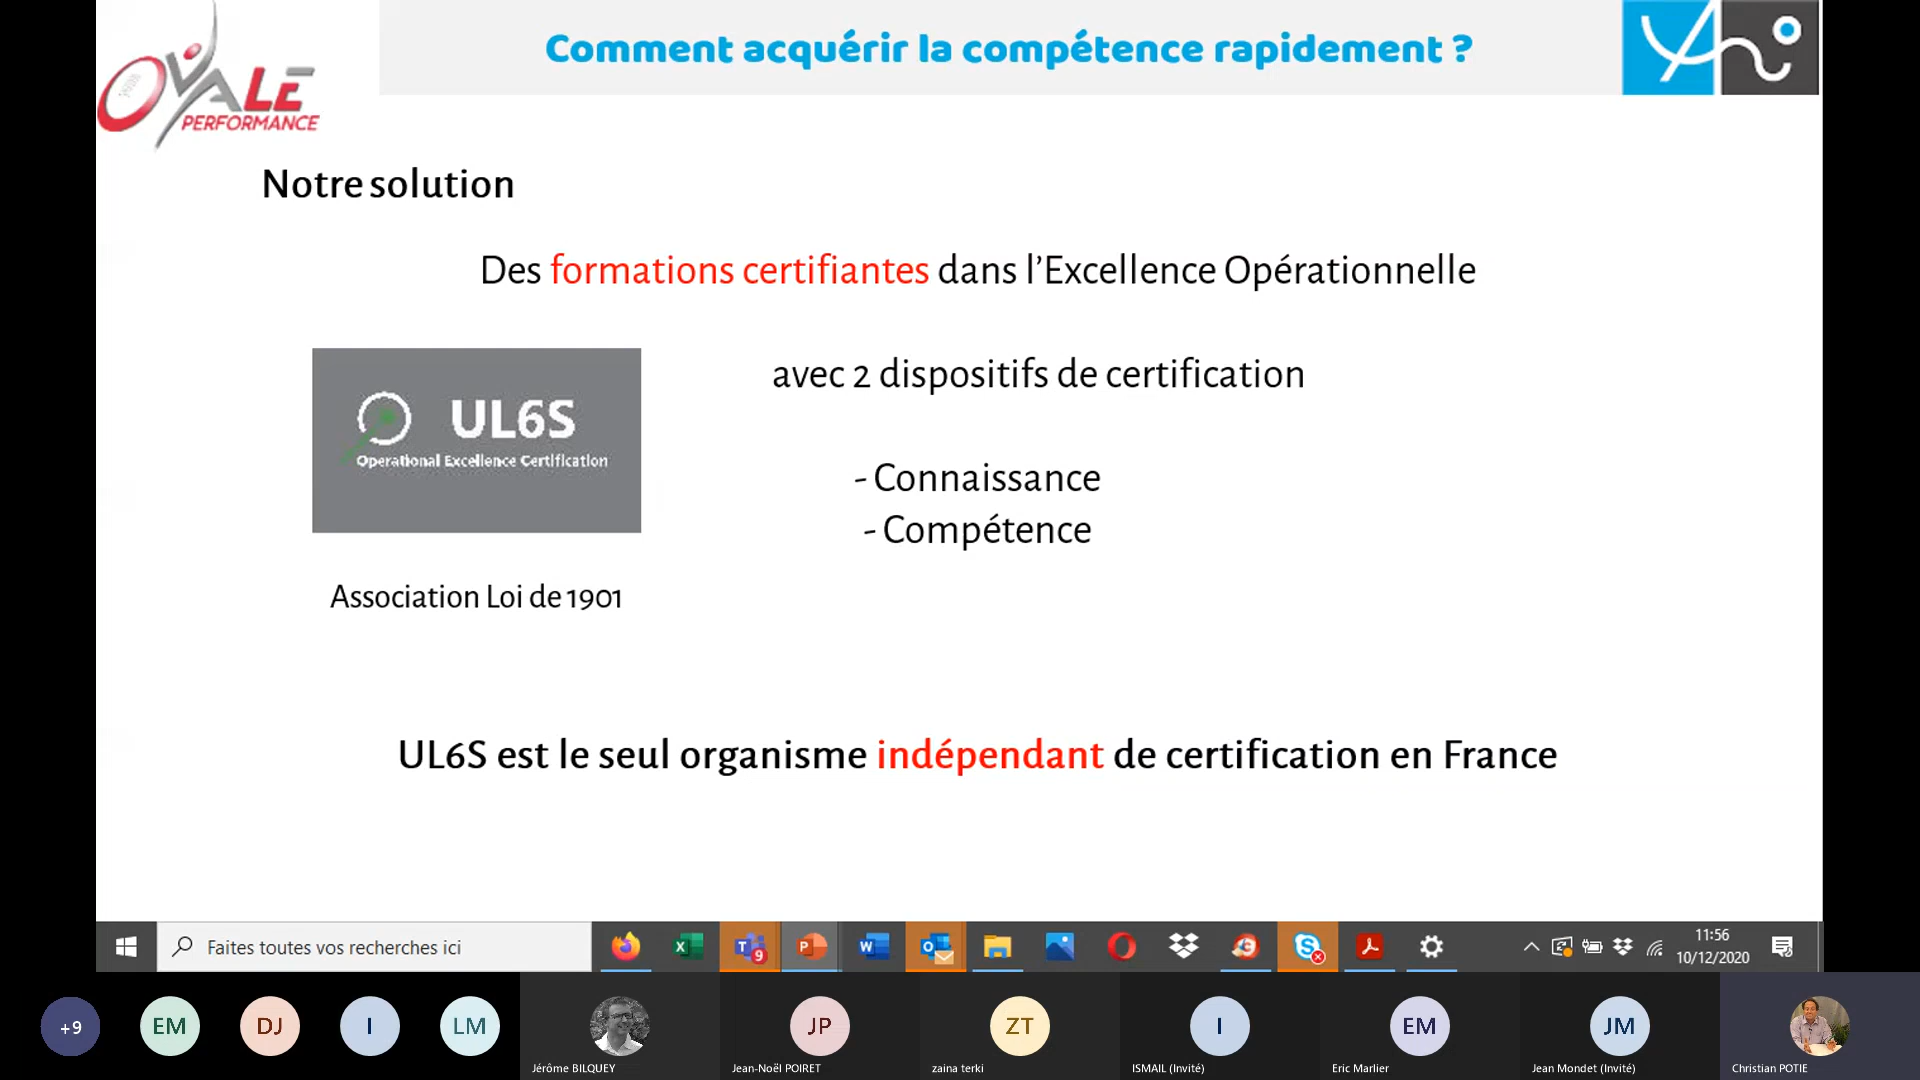 OVALE
PERFORMANCE
Comment acquérir la compétence rapidement ?
Notre solution
Des formations certifiantes dans l’Excellence Opérationnelle
avec 2 dispositifs de certification
UL6S
Operational Excellence Certification
- Connaissance
- Compétence
Association Loi de 1901
UL6S est le seul organisme indépendant de certification en France
Faites toutes vos recherches ici
9
11:56
10/12/2020
+9
EM
DJ
I
LM
JP
ZT
I
EM
JM
Jérôme BILQUEY
Jean-Noël POIRET
zaina terki
ISMAIL (Invité)
Eric Marlier
Jean Mondet (Invité)
Christian POTIE